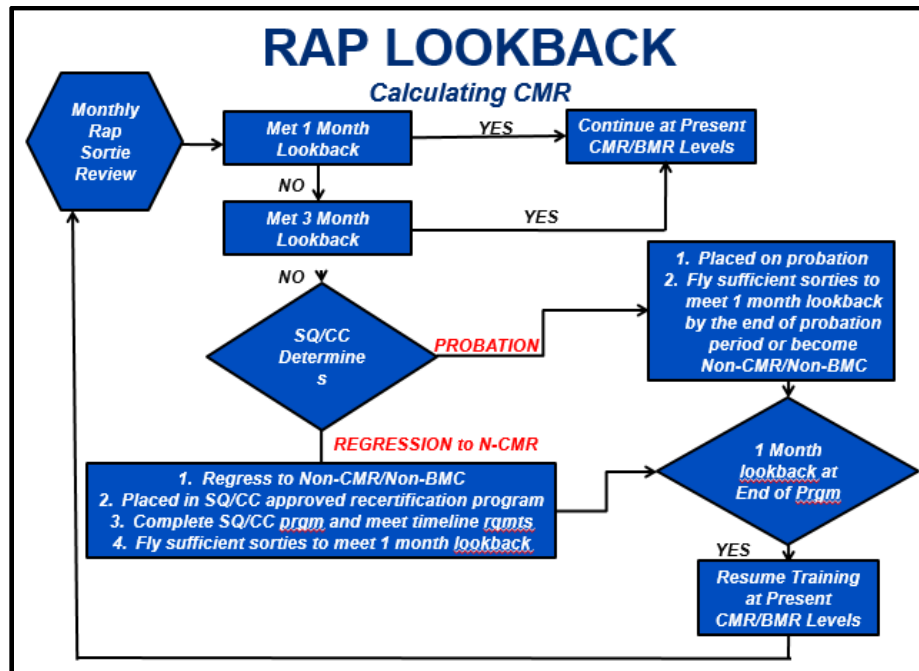 RAP LOOKBACK
Calculating CMR
Monthly
Rap
Sortie
Review
Met 1 Month
Lookback
YES
Continue at Present
CMR/BMR Levels
NO
Met 3 Month
Lookback
YES
NO
SQ/CC
Determine
s
PROBATION
1. Placed on probation
2. Fly sufficient sorties to
meet 1 month lookback
by the end of probation
period or become
Non-CMR/Non-BMC
REGRESSION to N-CMR
1. Regress to Non-CMR/Non-BMC
2. Placed in SQ/CC approved recertification program
3. Complete SQ/CC prgm and meet timeline rqmts
4. Fly sufficient sorties to meet 1 month lookback
1 Month
lookback at
End of Prgm
YES
Resume Training
at Present
CMR/BMR Levels